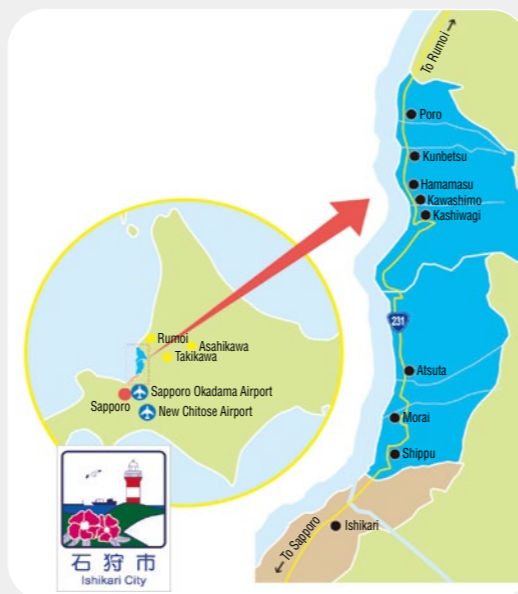 To Rumoi →
Poro
Kunbetsu
Hamamasu
Kawashimo
Kashiwagi
231
Atsuta
Morai
Shippu
Ishikari
← To Sapporo
Rumoi
Asahikawa
Takikawa
Sapporo Okadama Airport
Sapporo
New Chitose Airport
石狩市
Ishikari City